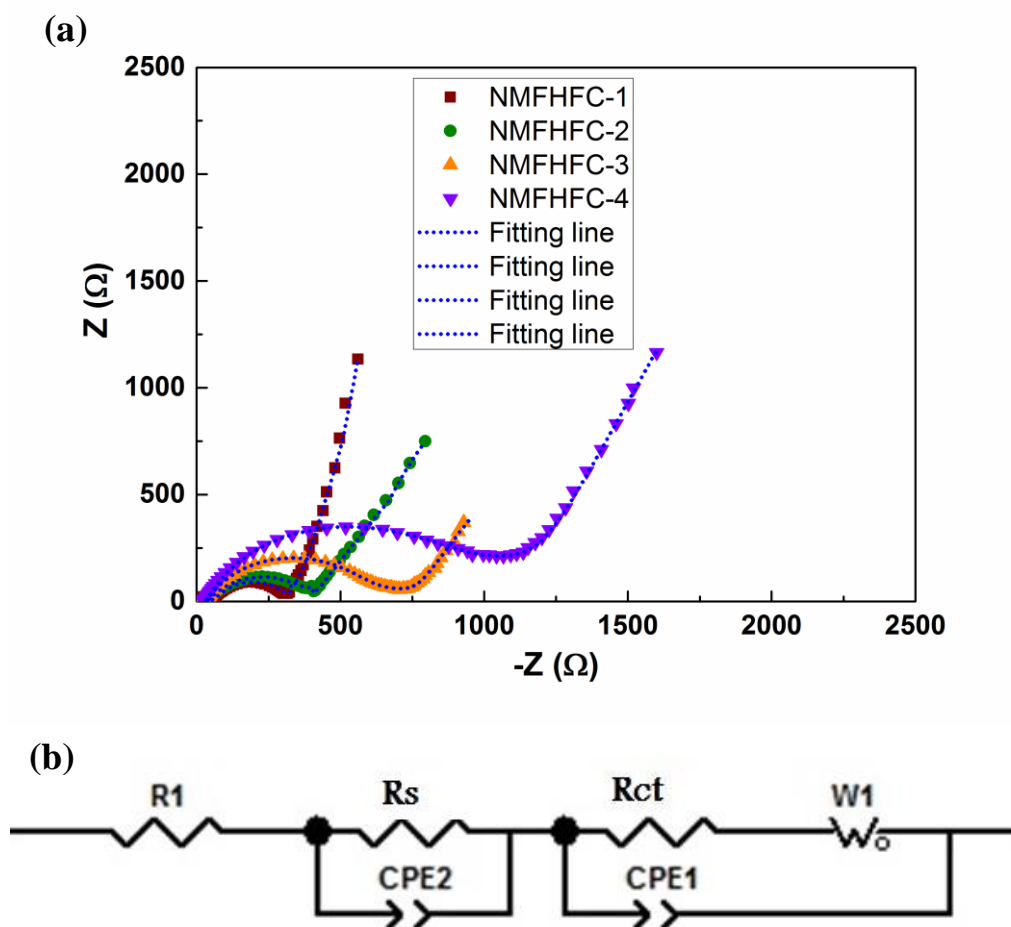 (a)
2500
2000
1500
1000
500
0
Z (Ω)
NMFHFC-1
NMFHFC-2
NMFHFC-3
NMFHFC-4
Fitting line
Fitting line
Fitting line
Fitting line
0 500 1000 1500 2000 2500
-Z (Ω)
(b)
R1 Rs Rct W1
CPE2 CPE1